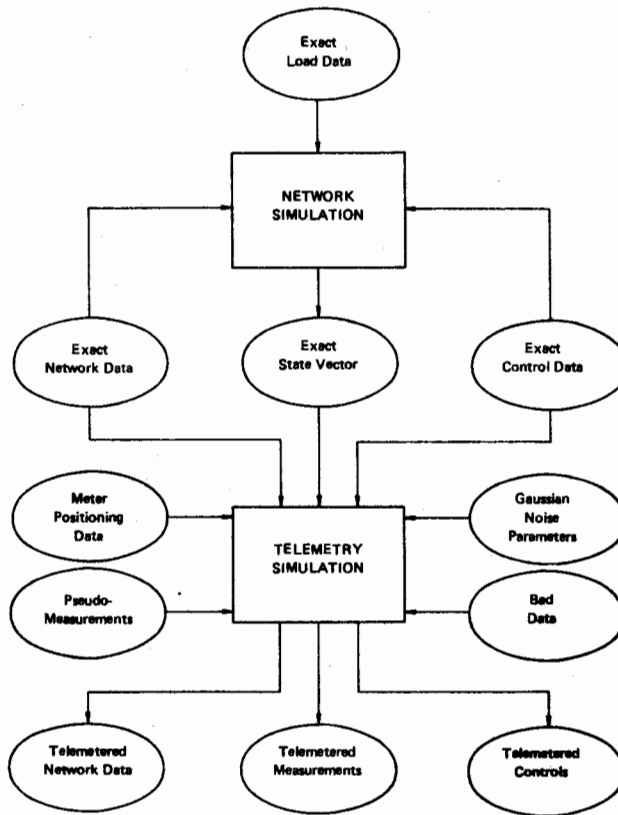 Exact
Load Data
NETWORK
SIMULATION
Exact
Network Data
Exact
State Vector
Exact
Control Data
Meter
Positioning
Data
Gaussian
Noise
Parameters
TELEMETRY
SIMULATION
Pseudo-
Measurements
Bad
Data
Telemetered
Network Data
Telemetered
Measurements
Telemetered
Controls